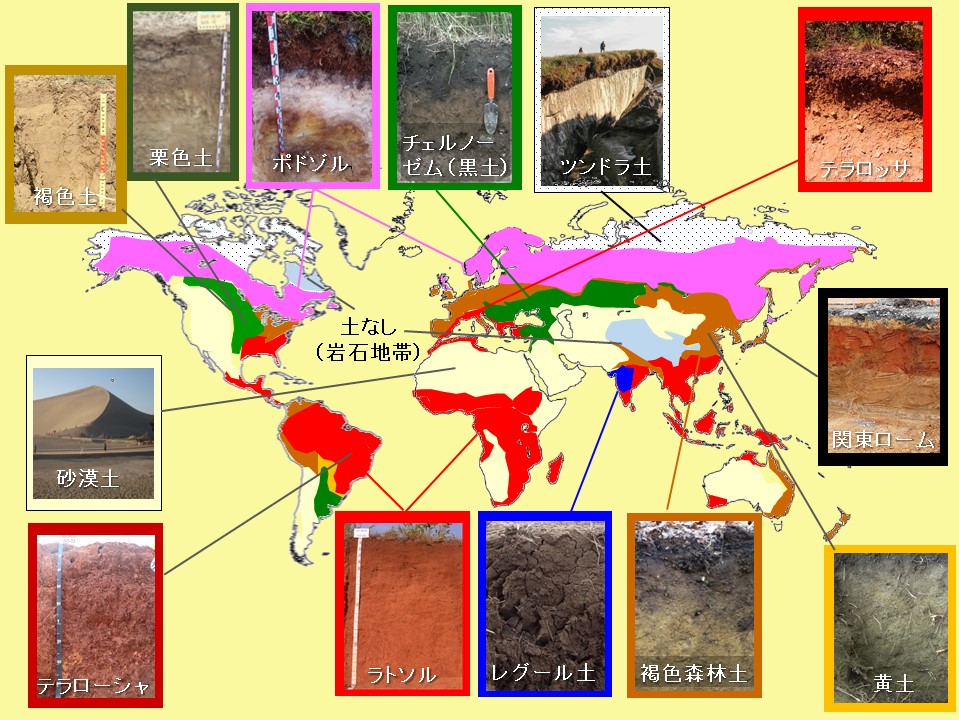 褐色土
栗色土
ポドゾル
チェルノー
ゼム（黒土）
ツンドラ土
テラロッサ
土なし
（岩石地帯）
関東ローム
砂漠土
テラローシャ
ラトソル
レグール土
褐色森林土
黄土